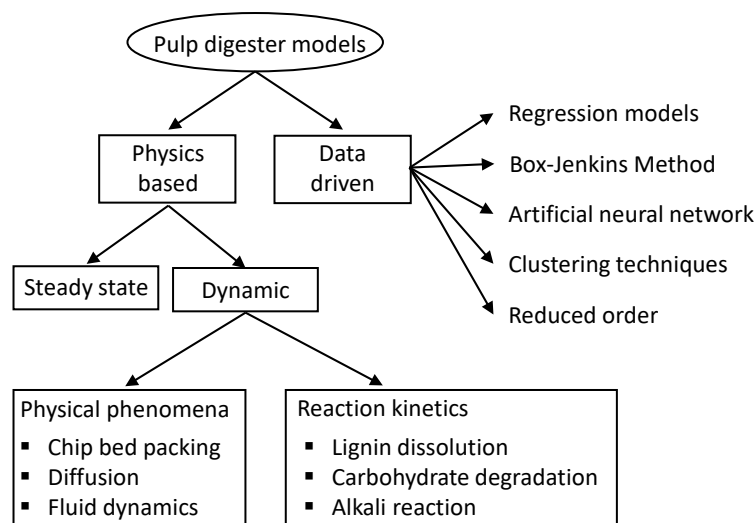 Pulp digester models
Physics
based
Data
driven
Regression models
Box-Jenkins Method
Artificial neural network
Clustering techniques
Reduced order
Steady state
Dynamic
Physical phenomena
▪ Chip bed packing
▪ Diffusion
▪ Fluid dynamics
Reaction kinetics
▪ Lignin dissolution
▪ Carbohydrate degradation
▪ Alkali reaction